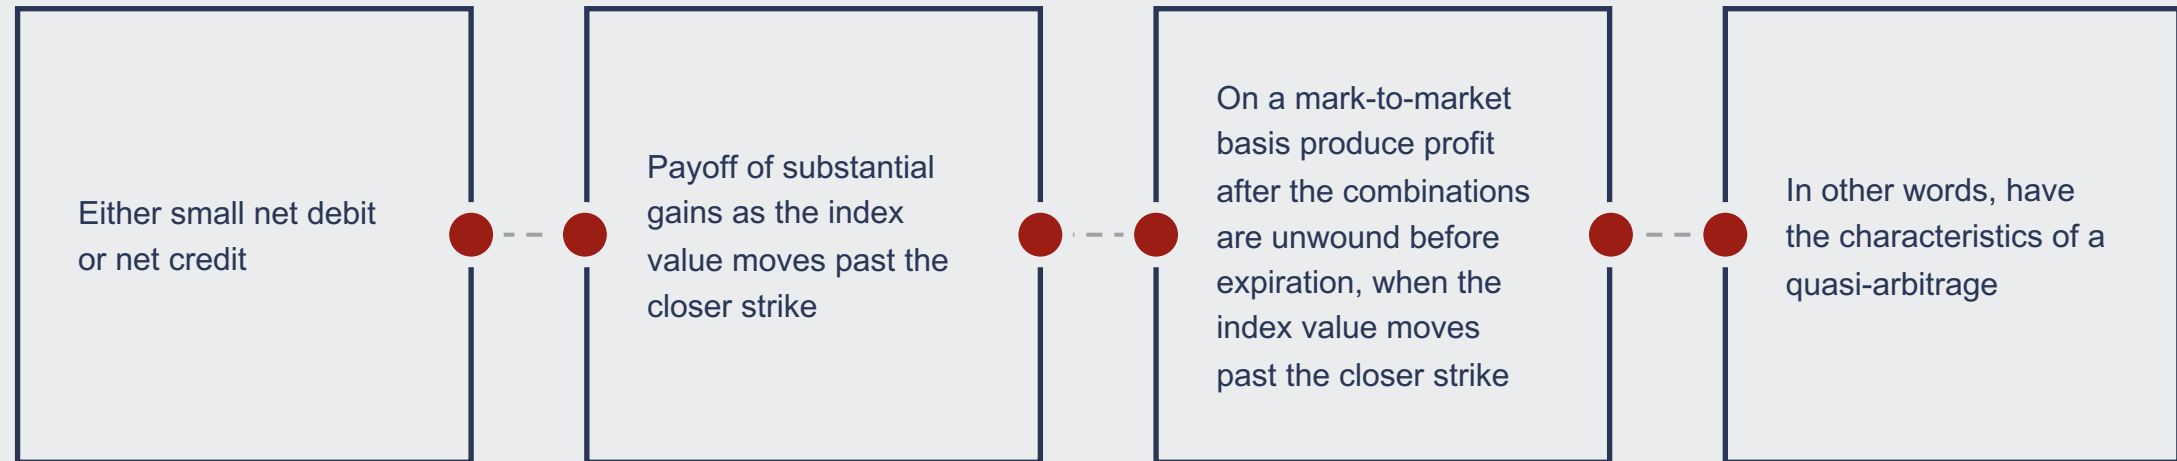 Either small net debit
or net credit
Payoff of substantial
gains as the index
value moves past the
closer strike
On a mark-to-market
basis produce profit
after the combinations
are unwound before
expiration, when the
index value moves
past the closer strike
In other words, have
the characteristics of a
quasi-arbitrage